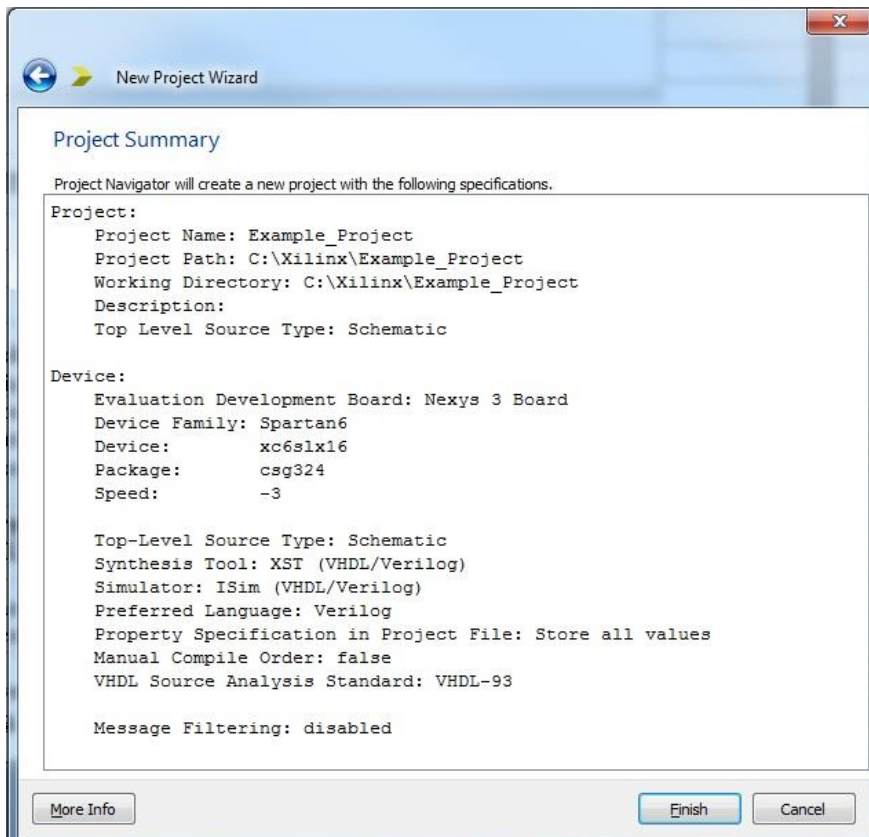 New Project Wizard
Project Summary
Project Navigator will create a new project with the following specifications.
Project:
Project Name: Example_Project
Project Path: C:\Xilinx\Example_Project
Working Directory: C:\Xilinx\Example_Project
Description:
Top Level Source Type: Schematic
Device:
Evaluation Development Board: Nexys 3 Board
Device Family: Spartan6
Device: xc6slx16
Package: csg324
Speed: -3
Top-Level Source Type: Schematic
Synthesis Tool: XST (VHDL/Verilog)
Simulator: ISim (VHDL/Verilog)
Preferred Language: Verilog
Property Specification in Project File: Store all values
Manual Compile Order: false
VHDL Source Analysis Standard: VHDL-93
Message Filtering: disabled
More Info Finish Cancel